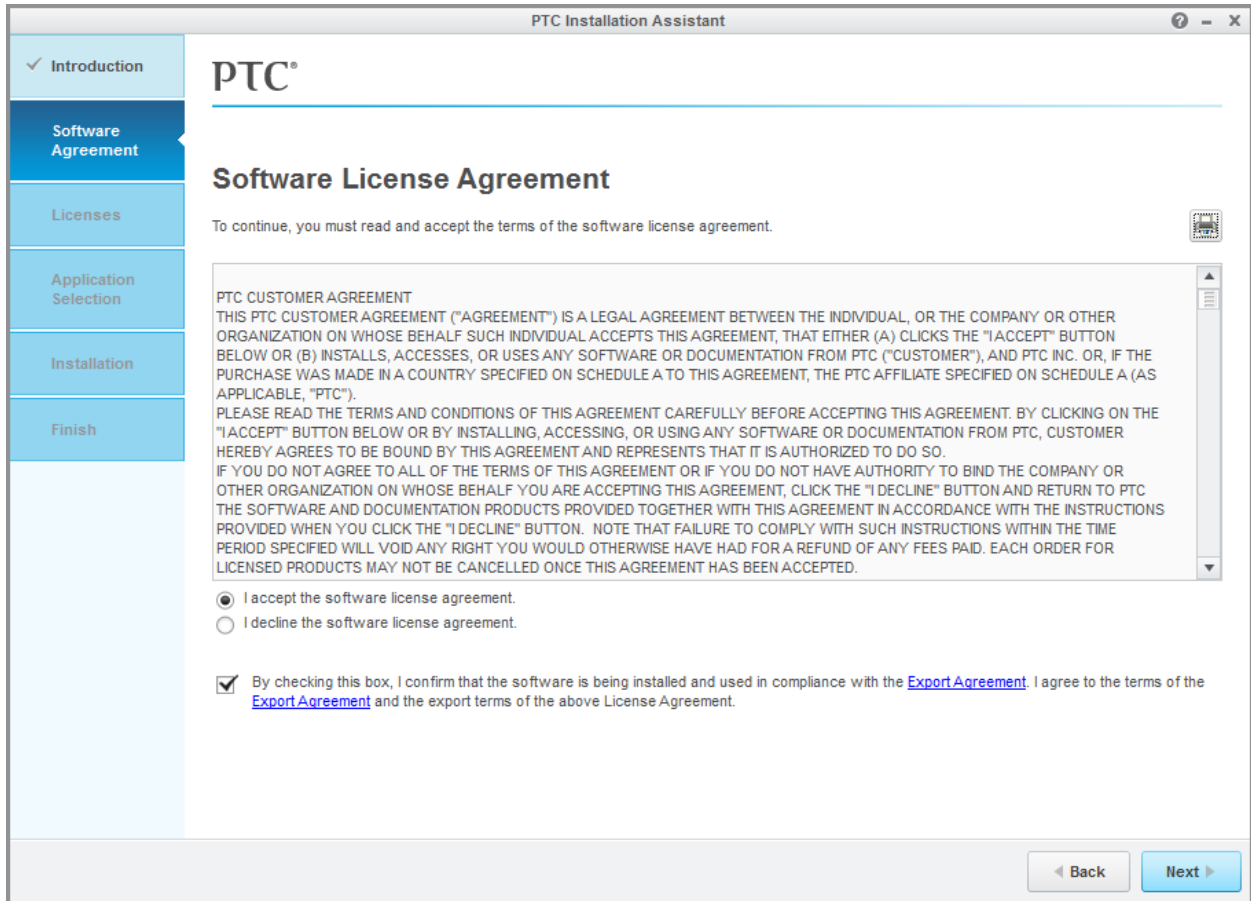 PTC Installation Assistant
Introduction
Software
Agreement
Licenses
Application
Selection
Installation
Finish
PTC®
Software License Agreement
To continue, you must read and accept the terms of the software license agreement.
PTC CUSTOMER AGREEMENT
THIS PTC CUSTOMER AGREEMENT ("AGREEMENT") IS A LEGAL AGREEMENT BETWEEN THE INDIVIDUAL, OR THE COMPANY OR OTHER
ORGANIZATION ON WHOSE BEHALF SUCH INDIVIDUAL ACCEPTS THIS AGREEMENT, THAT EITHER (A) CLICKS THE "I ACCEPT" BUTTON
BELOW OR (B) INSTALLS, ACCESSES, OR USES ANY SOFTWARE OR DOCUMENTATION FROM PTC ("CUSTOMER"), AND PTC INC. OR, IF THE
PURCHASE WAS MADE IN A COUNTRY SPECIFIED ON SCHEDULE A TO THIS AGREEMENT, THE PTC AFFILIATE SPECIFIED ON SCHEDULE A (AS
APPLICABLE, "PTC").
PLEASE READ THE TERMS AND CONDITIONS OF THIS AGREEMENT CAREFULLY BEFORE ACCEPTING THIS AGREEMENT. BY CLICKING ON THE
"I ACCEPT" BUTTON BELOW OR BY INSTALLING, ACCESSING, OR USING ANY SOFTWARE OR DOCUMENTATION FROM PTC, CUSTOMER
HEREBY AGREES TO BE BOUND BY THIS AGREEMENT AND REPRESENTS THAT IT IS AUTHORIZED TO DO SO.
IF YOU DO NOT AGREE TO ALL OF THE TERMS OF THIS AGREEMENT OR IF YOU DO NOT HAVE AUTHORITY TO BIND THE COMPANY OR
OTHER ORGANIZATION ON WHOSE BEHALF YOU ARE ACCEPTING THIS AGREEMENT, CLICK THE "I DECLINE" BUTTON AND RETURN TO PTC
THE SOFTWARE AND DOCUMENTATION PRODUCTS PROVIDED TOGETHER WITH THIS AGREEMENT IN ACCORDANCE WITH THE INSTRUCTIONS
PROVIDED WHEN YOU CLICK THE "I DECLINE" BUTTON. NOTE THAT FAILURE TO COMPLY WITH SUCH INSTRUCTIONS WITHIN THE TIME
PERIOD SPECIFIED WILL VOID ANY RIGHT YOU WOULD OTHERWISE HAVE HAD FOR A REFUND OF ANY FEES PAID. EACH ORDER FOR
LICENSED PRODUCTS MAY NOT BE CANCELLED ONCE THIS AGREEMENT HAS BEEN ACCEPTED.
I accept the software license agreement.
I decline the software license agreement.
By checking this box, I confirm that the software is being installed and used in compliance with the Export Agreement. I agree to the terms of the
Export Agreement and the export terms of the above License Agreement.
Back
Next